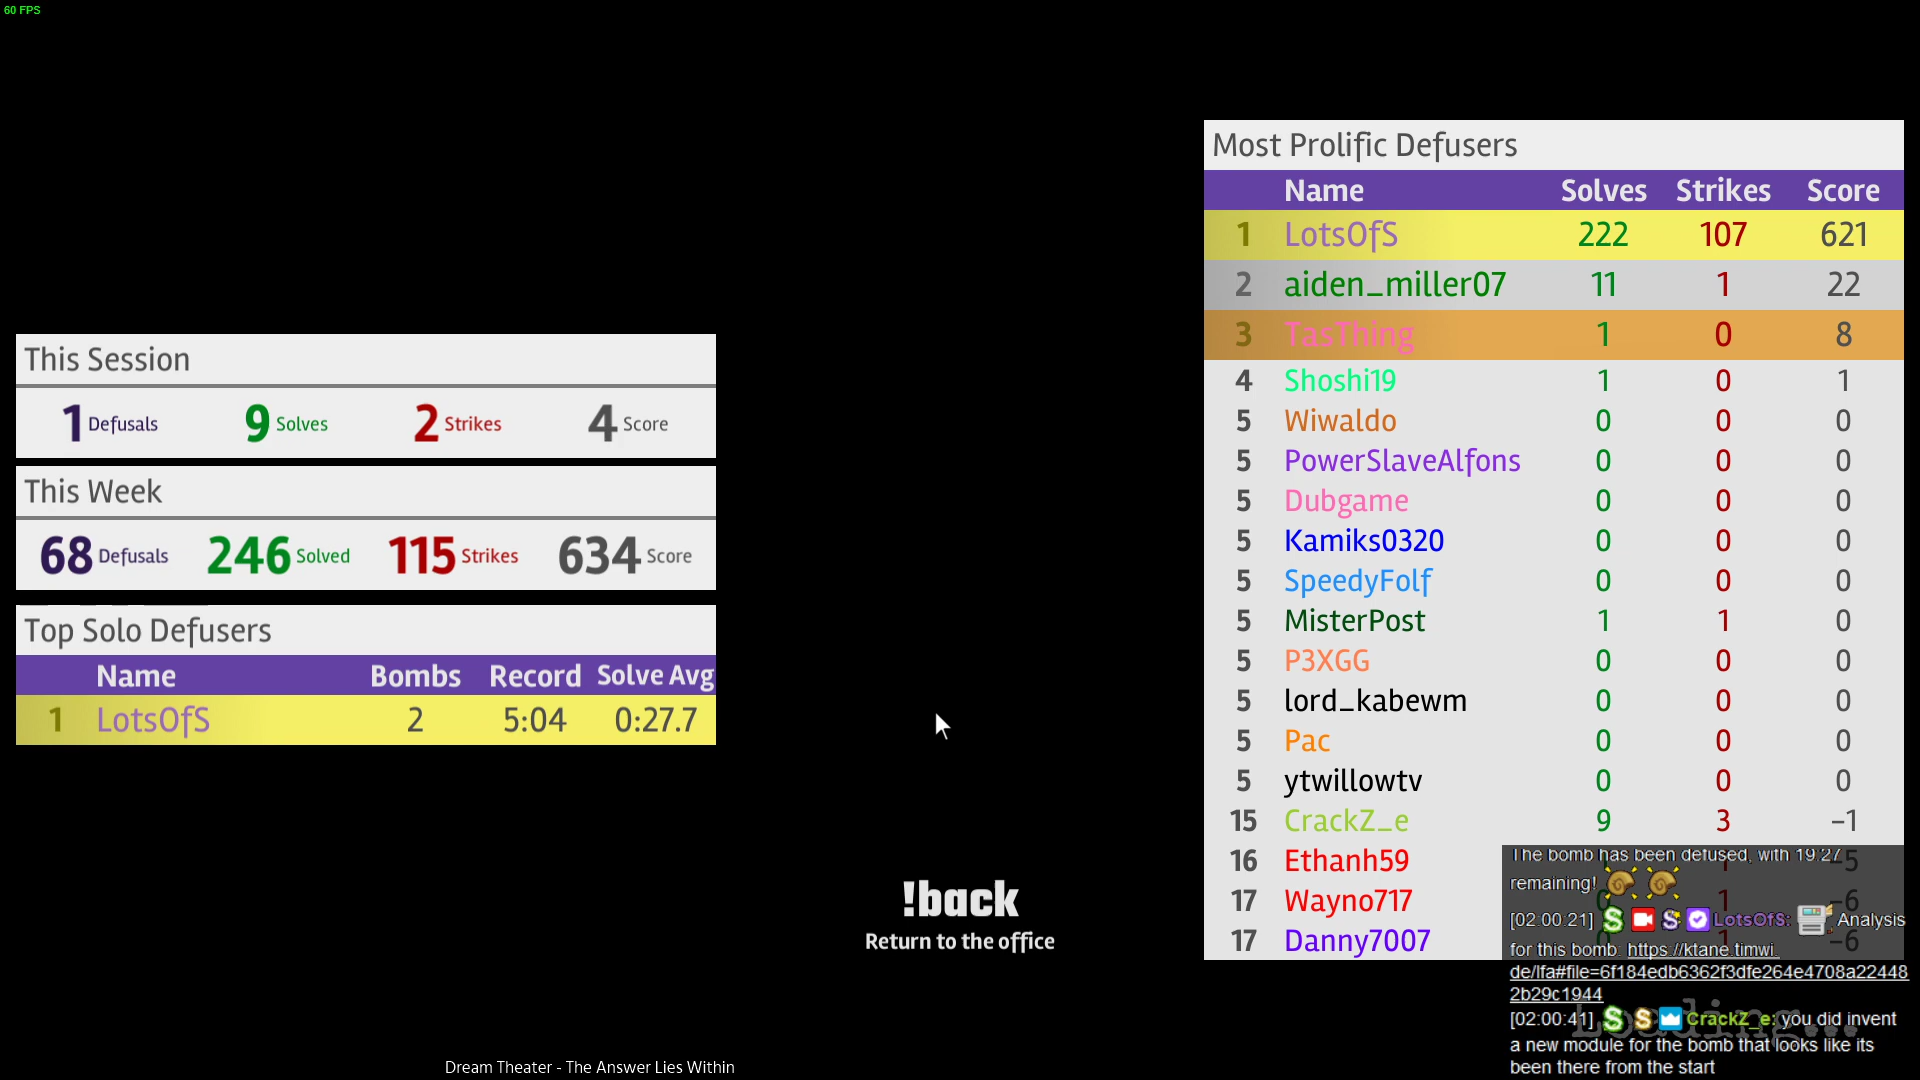 60 FPS
This Session
1 Defusals 9 Solves 2 Strikes 4 Score
This Week
68 Defusals 246 Solved 115 Strikes 634 Score
Top Solo Defusers
Name Bombs Record Solve Avg
1 LotsOfS 2 5:04 0:27.7
!back
Return to the office
Dream Theater - The Answer Lies Within
Most Prolific Defusers
Name Solves Strikes Score
1 LotsOfS 222 107 621
2 aiden_miller07 11 1 22
3 TasThing 1 0 8
4 Shoshi19 1 0 1
5 Wiwaldo 0 0 0
5 PowerSlaveAlfons 0 0 0
5 Dubgame 0 0 0
5 Kamiks0320 0 0 0
5 SpeedyFolf 0 0 0
5 MisterPost 1 1 0
5 P3XGG 0 0 0
5 lord_kabewm 0 0 0
5 Pac 0 0 0
5 ytwillowtv 0 0 0
15 CrackZ_e 9 3 -1
16 Ethanh59 1 -5
17 Wayno717 0 1 -6
17 Danny7007 0 1 -6
The bomb has been defused, with 19:27
remaining!
[02:00:21] LotsOfS: Analysis
for this bomb: https://ktane.timwi.
de/lfa#file=6f184edb6362f3dfe264e4708a22448
2b29c1944
[02:00:41] CrackZ_e: you did invent
a new module for the bomb that looks like its
been there from the start
Loading...